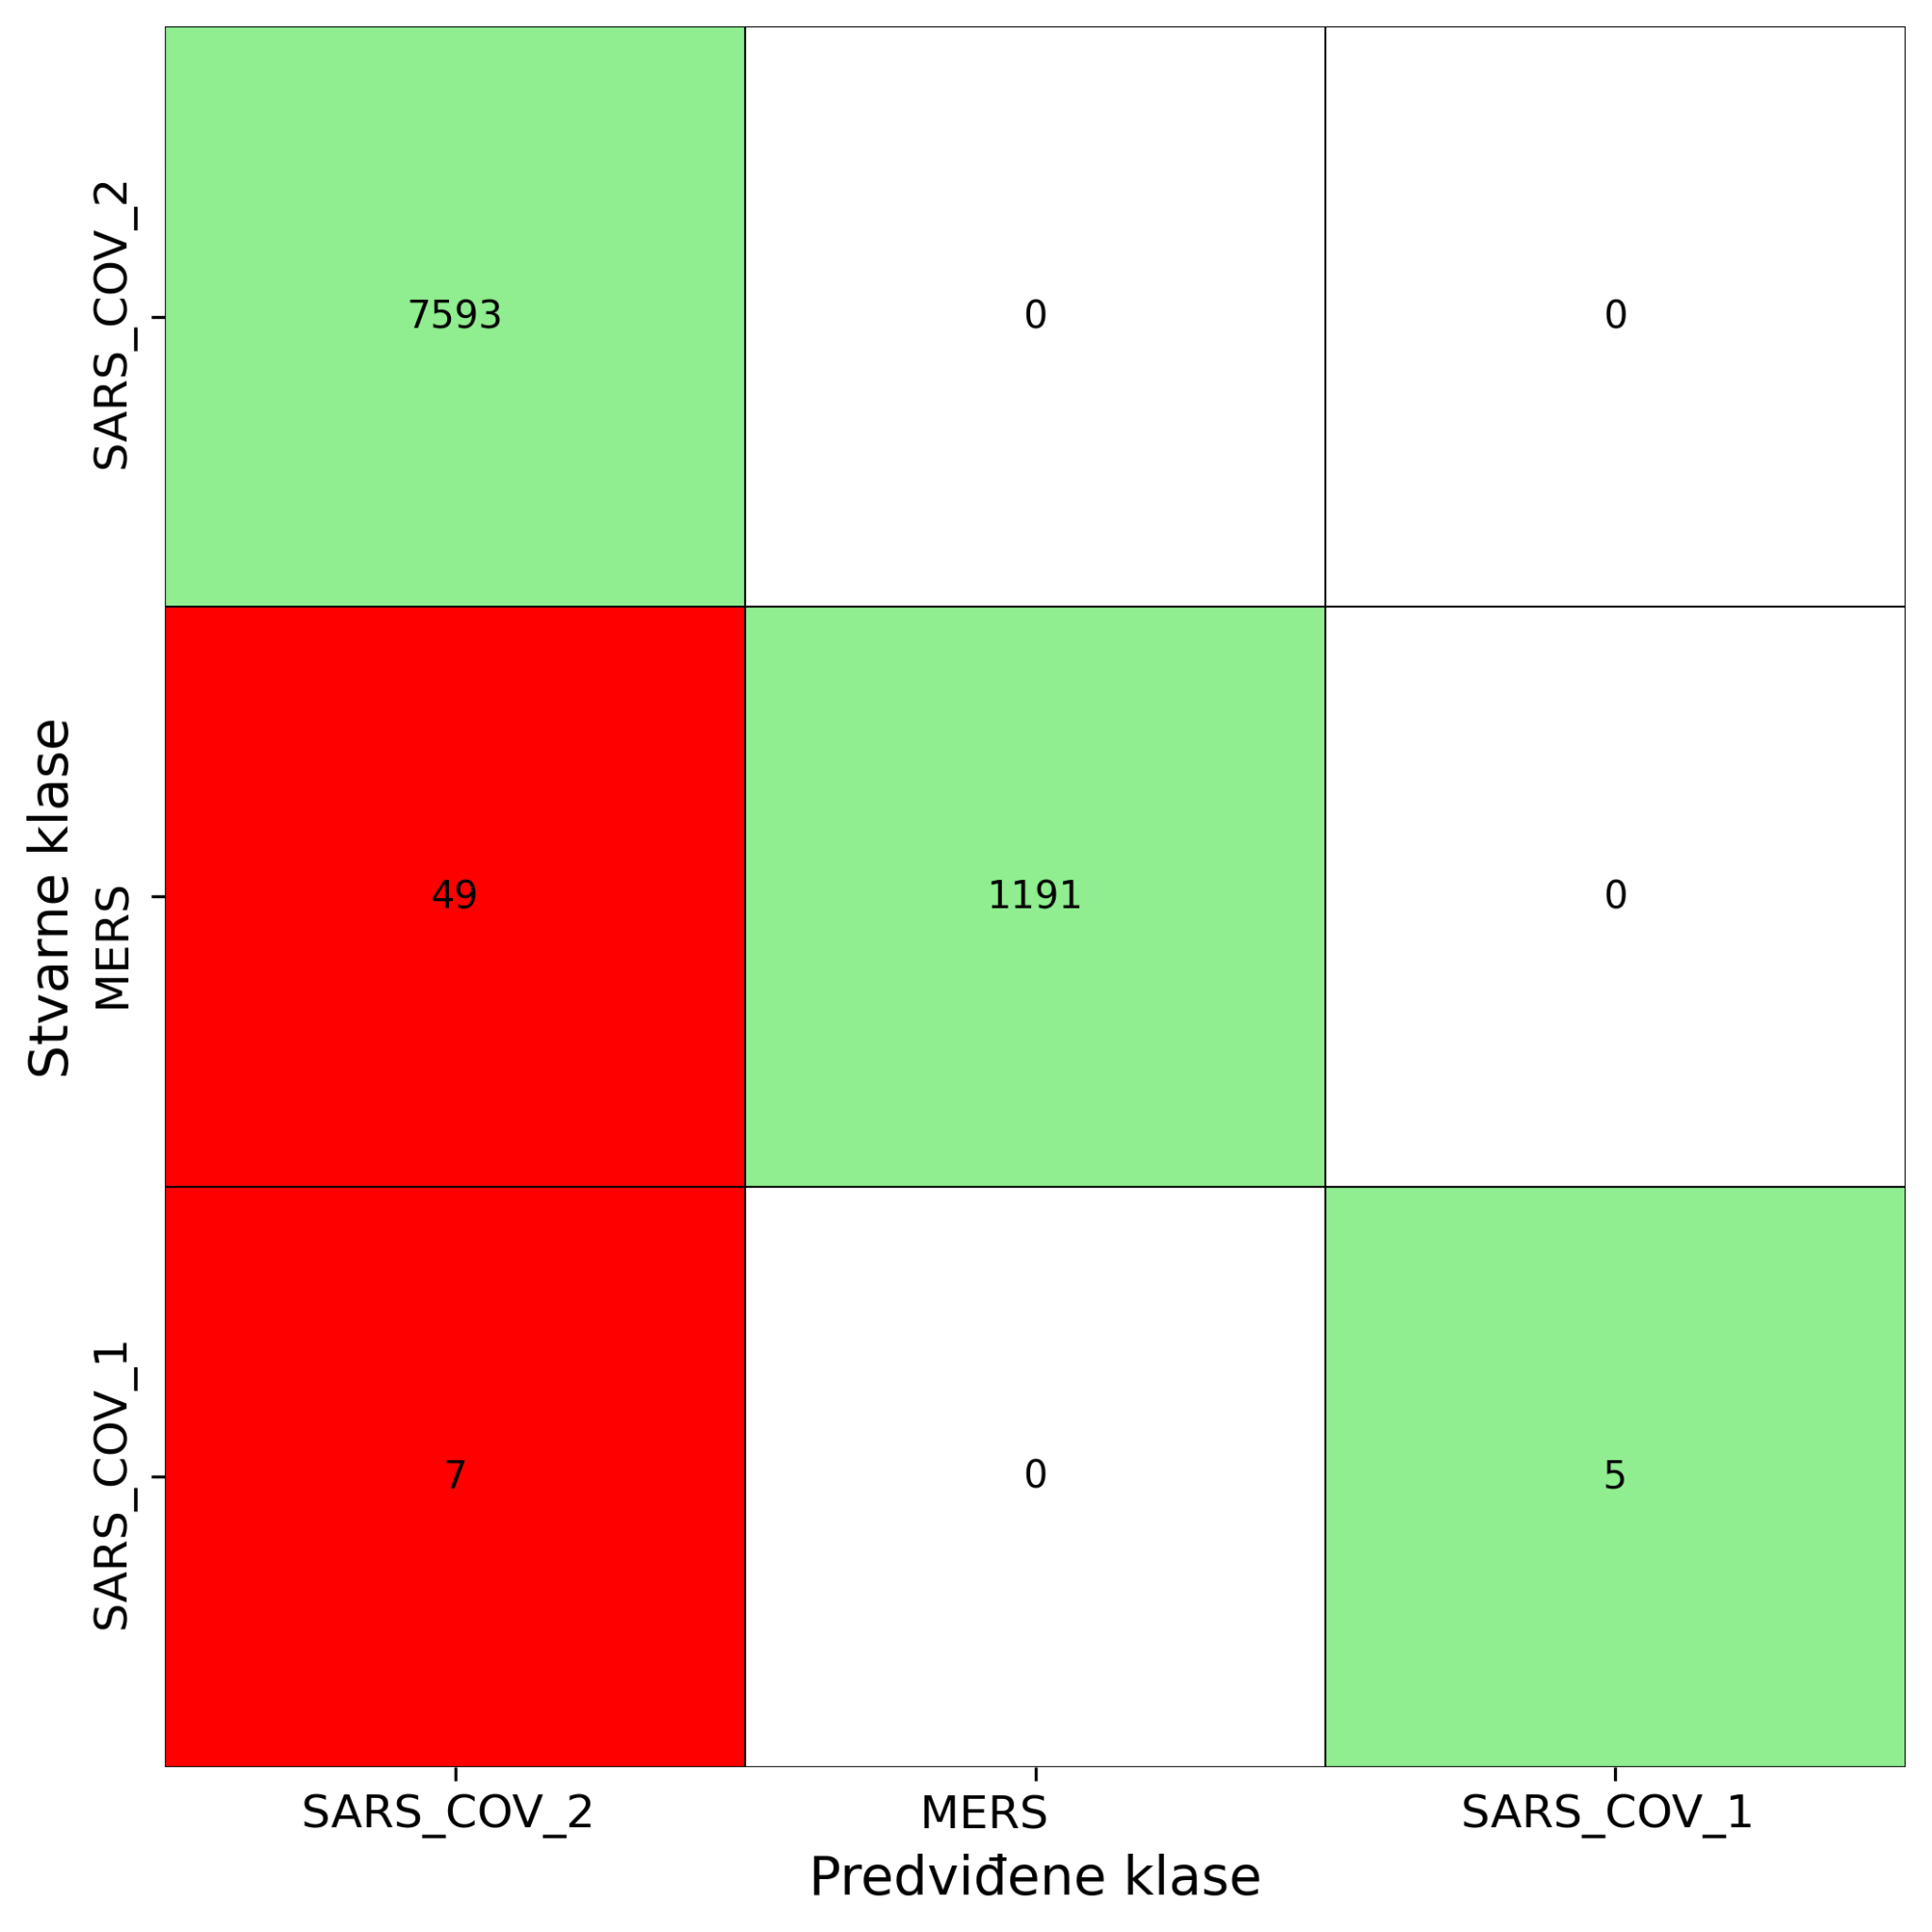 Stvarne klase
SARS_COV_2
7593 0 0
MERS
49 1191 0
SARS_COV_1
7 0 5
SARS_COV_2 MERS SARS_COV_1
Predviđene klase